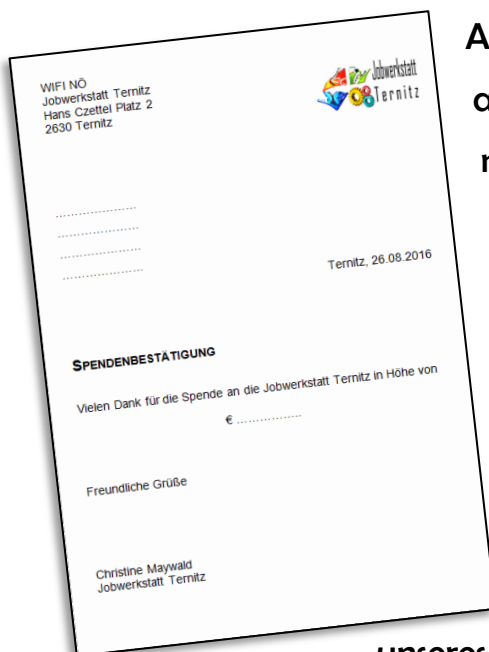 WIFI NÖ
Jobwerkstatt Ternitz
Hans Czettel Platz 2
2630 Ternitz
Jobwerkstatt
Ternitz
.....................
.....................
.....................
.....................
Ternitz, 26.08.2016
SPENDENBESTÄTIGUNG
Vielen Dank für die Spende an die Jobwerkstatt Ternitz in Höhe von
€ .................
Freundliche Grüße
Christine Maywald
Jobwerkstatt Ternitz